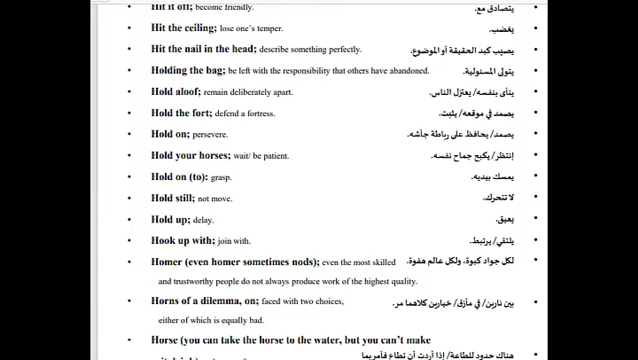 • Hit it off; become friendly. يتصادق مع. •
• Hit the ceiling; lose one's temper. يغضب. •
• Hit the nail in the head; describe something perfectly. يصيب كبد الحقيقة أو الموضوع. •
• Holding the bag; be left with the responsibility that others have abandoned. يتولى المسئولية. •
• Hold aloof; remain deliberately apart. ينأى بنفسه/ يعتزل الناس. •
• Hold the fort; defend a fortress. يصمد في موقعه/ يثبت. •
• Hold on; persevere. يصمد/ يحافظ على رباطة جأشه. •
• Hold your horses; wait/ be patient. إنتظر/ يكبح جماح نفسه. •
• Hold on (to): grasp. يمسك بيديه. •
• Hold still; not move. لا تتحرك. •
• Hold up; delay. يعيق. •
• Hook up with; join with. يلتقي/ يرتبط. •
• Homer (even homer sometimes nods); even the most skilled لكل جواد كبوة، ولكل عالم هفوة. •
and trustworthy people do not always produce work of the highest quality.
• Horns of a dilemma, on; faced with two choices, بين نارين/ في مأزق/ خيارين كلاهما مر. •
either of which is equally bad.
• Horse (you can take the horse to the water, but you can't make
هناك حدود للطاعة/ إذا أردت أن تطاع فأمر بما •